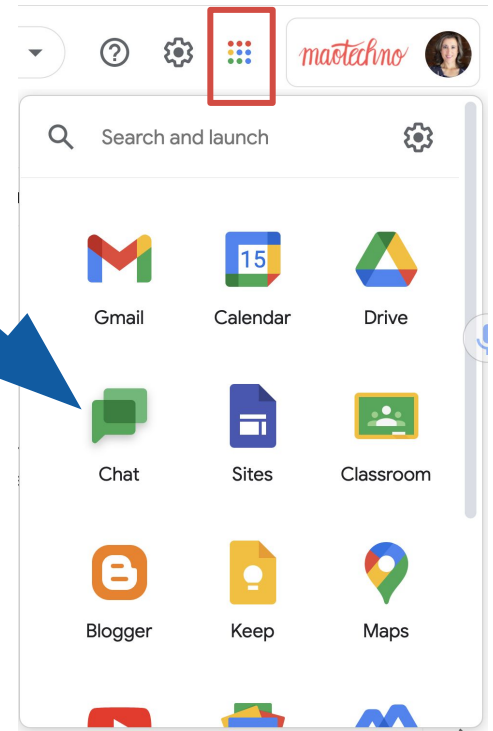 maotechno
Search and launch
15
Gmail Calendar Drive
Chat Sites Classroom
Blogger Keep Maps